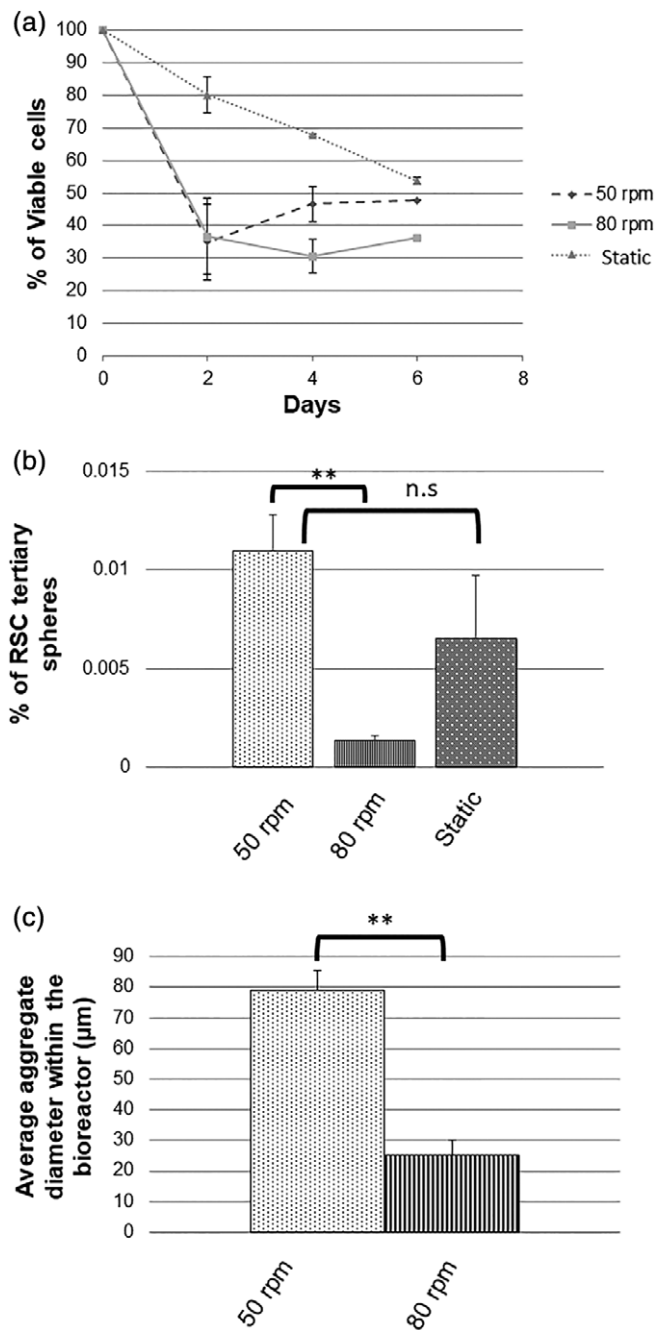 (a)
% of Viable cells
100
90
80
70
60
50
40
30
20
10
0
0 2 4 6 8
Days
50 rpm
80 rpm
Static
(b)
% of RSC tertiary
spheres
0.015
0.01
0.005
0
**
n.s
50 rpm
80 rpm
Static
(c)
Average aggregate
diameter within the
bioreactor (µm)
90
80
70
60
50
40
30
20
10
0
**
50 rpm
80 rpm